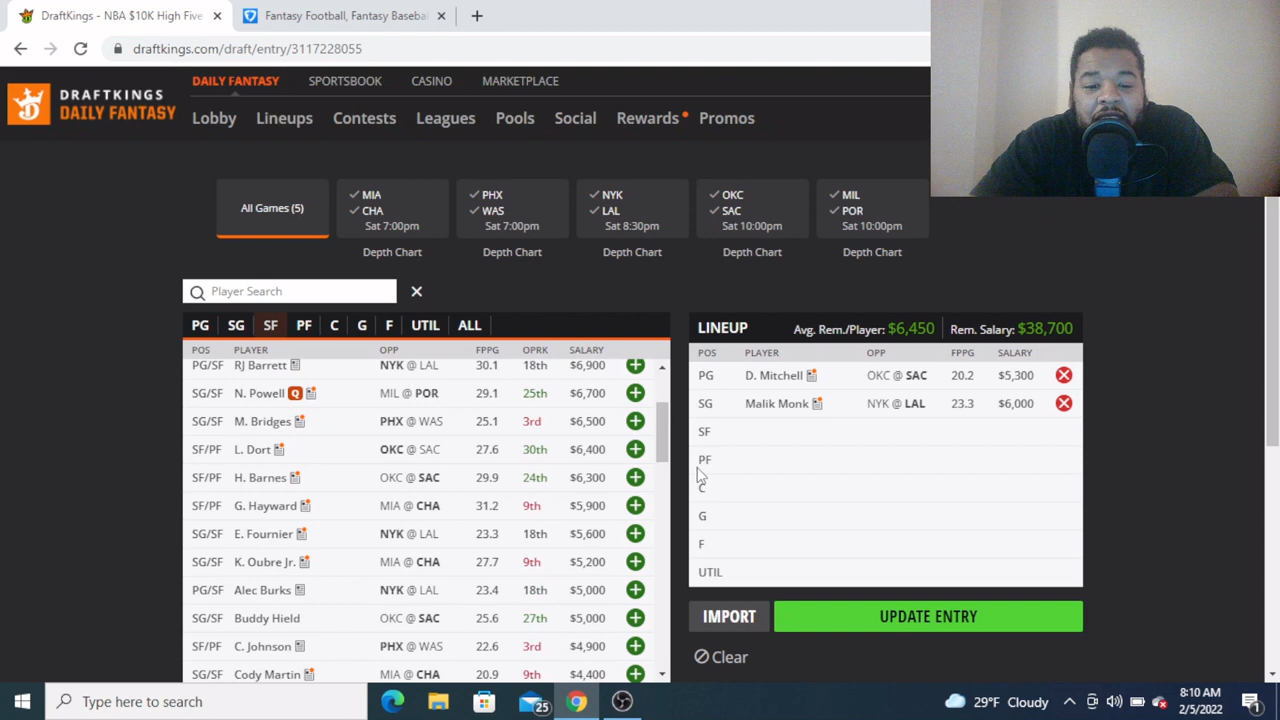 DraftKings - NBA $10K High Five
Fantasy Football, Fantasy Baseba
draftkings.com/draft/entry/3117228055
DRAFTKINGS
DAILY FANTASY
DAILY FANTASY SPORTSBOOK CASINO MARKETPLACE
Lobby Lineups Contests Leagues Pools Social Rewards Promos
All Games (5)
MIA
CHA
Sat 7:00pm
Depth Chart
PHX
WAS
Sat 7:00pm
Depth Chart
NYK
LAL
Sat 8:30pm
Depth Chart
OKC
SAC
Sat 10:00pm
Depth Chart
MIL
POR
Sat 10:00pm
Depth Chart
Player Search
PG SG SF PF C G F UTIL ALL
POS PLAYER OPP FPPG OPRK SALARY
PG/SF RJ Barrett NYK @ LAL 30.1 18th $6,900
SG/SF N. Powell Q MIL @ POR 29.1 25th $6,700
SG/SF M. Bridges PHX @ WAS 25.1 3rd $6,500
SF/PF L. Dort OKC @ SAC 27.6 30th $6,400
SF/PF H. Barnes OKC @ SAC 29.9 24th $6,300
SF/PF G. Hayward MIA @ CHA 31.2 9th $5,900
SG/SF E. Fournier NYK @ LAL 23.3 18th $5,600
SG/SF K. Oubre Jr. MIA @ CHA 27.7 9th $5,200
PG/SF Alec Burks NYK @ LAL 23.4 18th $5,000
SG/SF Buddy Hield OKC @ SAC 25.6 27th $5,000
SF/PF C. Johnson PHX @ WAS 22.6 3rd $4,900
SG/SF Cody Martin MIA @ CHA 20.9 9th $4,400
LINEUP Avg. Rem./Player: $6,450 Rem. Salary: $38,700
POS PLAYER OPP FPPG SALARY
PG D. Mitchell OKC @ SAC 20.2 $5,300
SG Malik Monk NYK @ LAL 23.3 $6,000
SF
PF
C
G
F
UTIL
IMPORT UPDATE ENTRY
Clear
Type here to search
25
29°F Cloudy
8:10 AM
2/5/2022
1